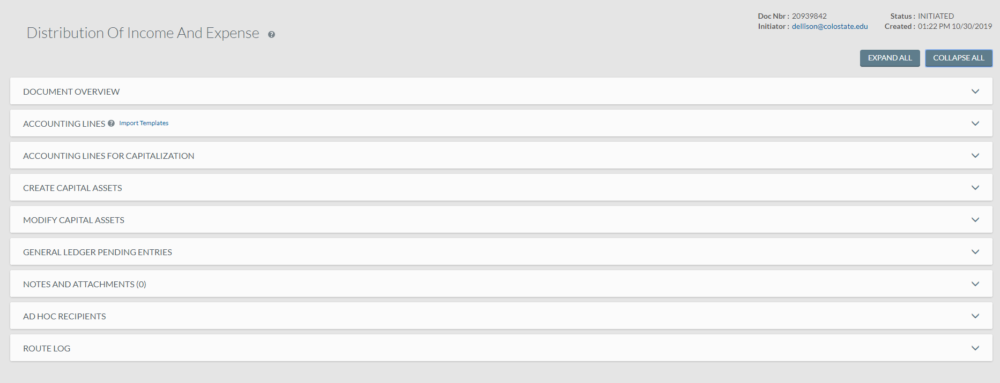 Doc Nbr : 20939842 Status : INITIATED
Initiator : dellison@colostate.edu Created : 01:22 PM 10/30/2019
Distribution Of Income And Expense ?
EXPAND ALL COLLAPSE ALL
DOCUMENT OVERVIEW
ACCOUNTING LINES ? Import Templates
ACCOUNTING LINES FOR CAPITALIZATION
CREATE CAPITAL ASSETS
MODIFY CAPITAL ASSETS
GENERAL LEDGER PENDING ENTRIES
NOTES AND ATTACHMENTS (0)
AD HOC RECIPIENTS
ROUTE LOG